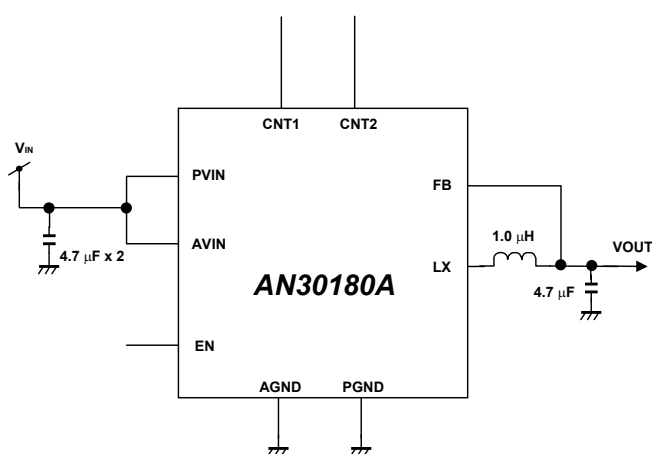 CNT1 CNT2
VIN
PVIN
FB
AVIN
1.0 μH
VOUT
4.7 μF x 2
LX
4.7 μF
AN30180A
EN
AGND PGND